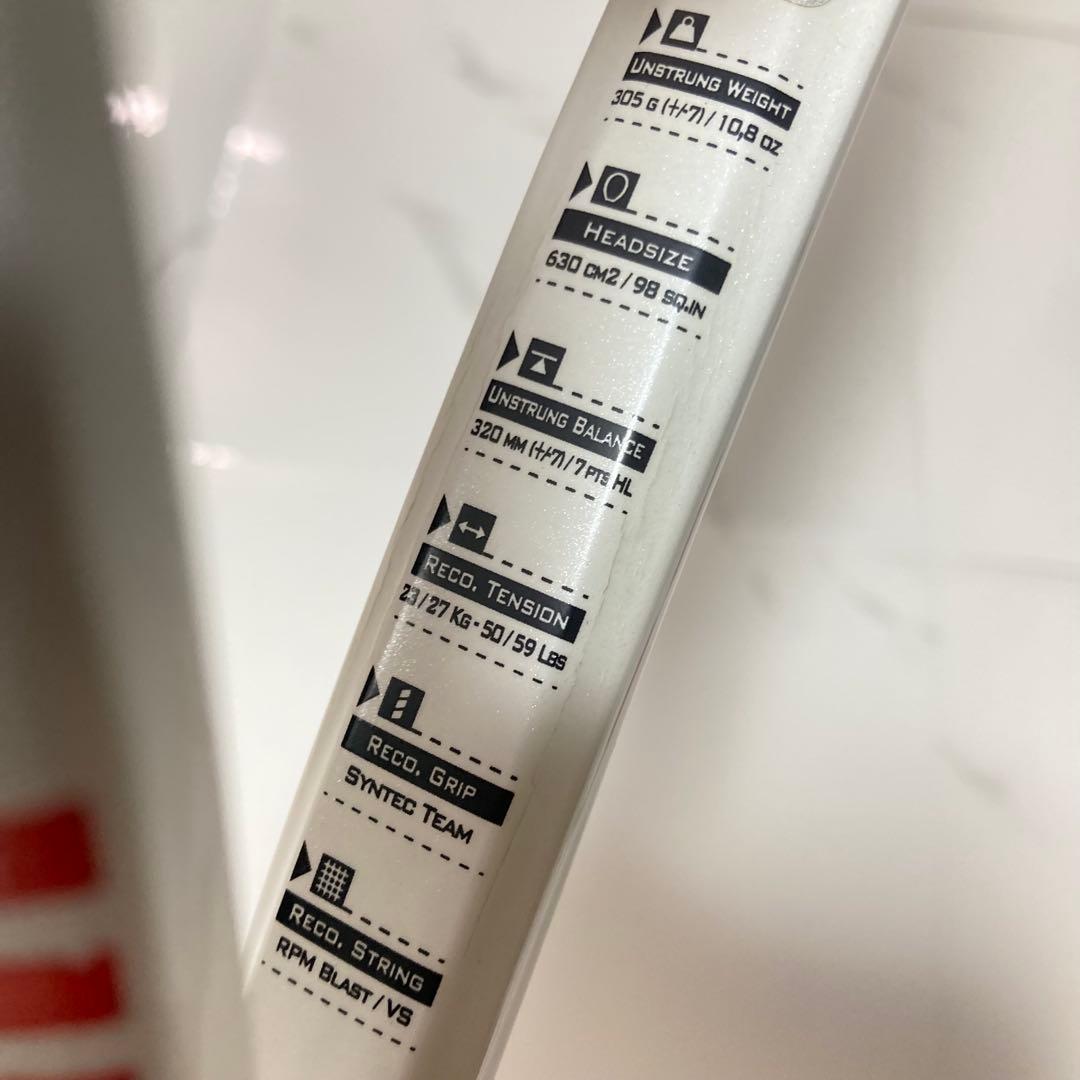 UNSTRUNG WEIGHT
305 G (+/-7) / 10,8 OZ
HEADSIZE
630 CM2 / 98 SQ.IN
UNSTRUNG BALANCE
320 MM (+/-7) / 7 PTS HL
RECO. TENSION
23 / 27 KG - 50 / 59 LBS
RECO. GRIP
SYNTEC TEAM
RECO. STRING
RPM BLAST / VS